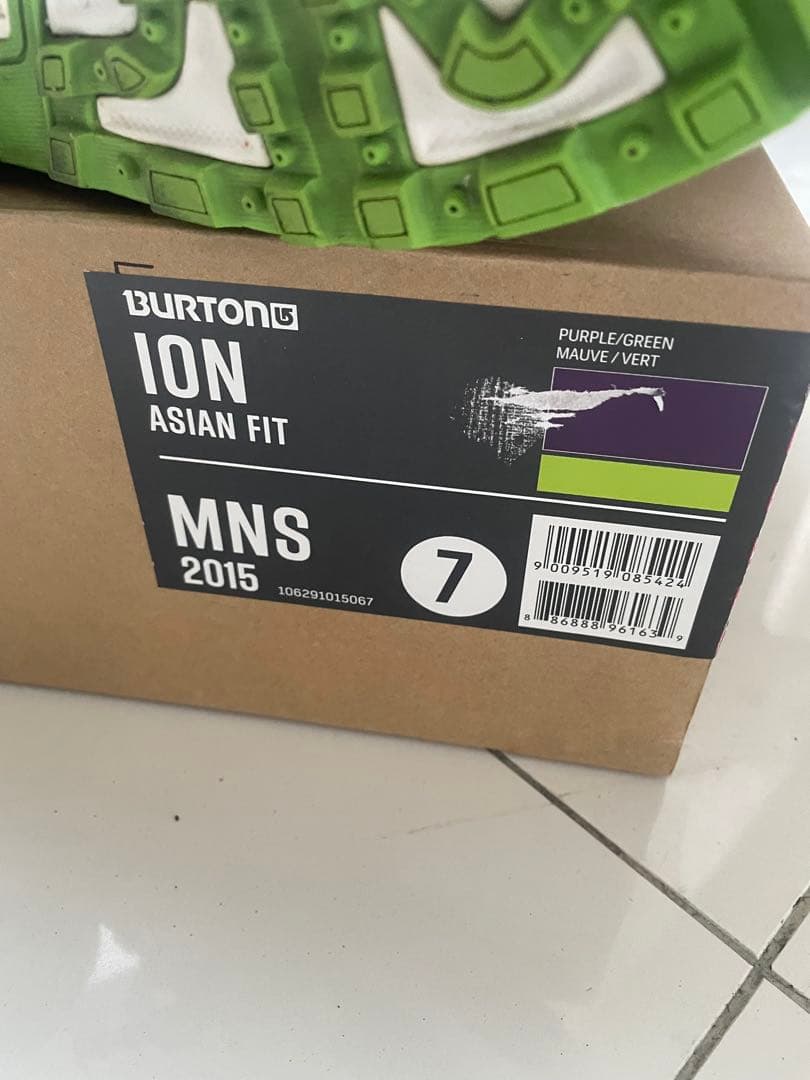 BURTON
ION
ASIAN FIT
PURPLE/GREEN
MAUVE / VERT
MNS
2015
106291015067
7
9 009519 085424
8 86888 96163 9